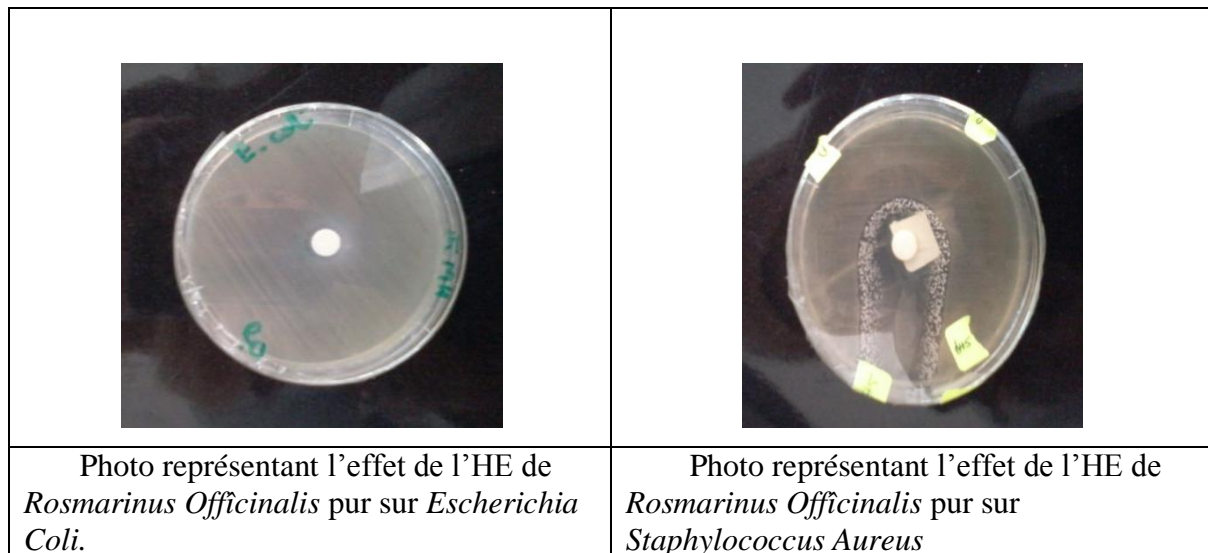 E. coli
Photo représentant l’effet de l’HE de
Rosmarinus Officinalis pur sur Escherichia
Coli.
Photo représentant l’effet de l’HE de
Rosmarinus Officinalis pur sur
Staphylococcus Aureus